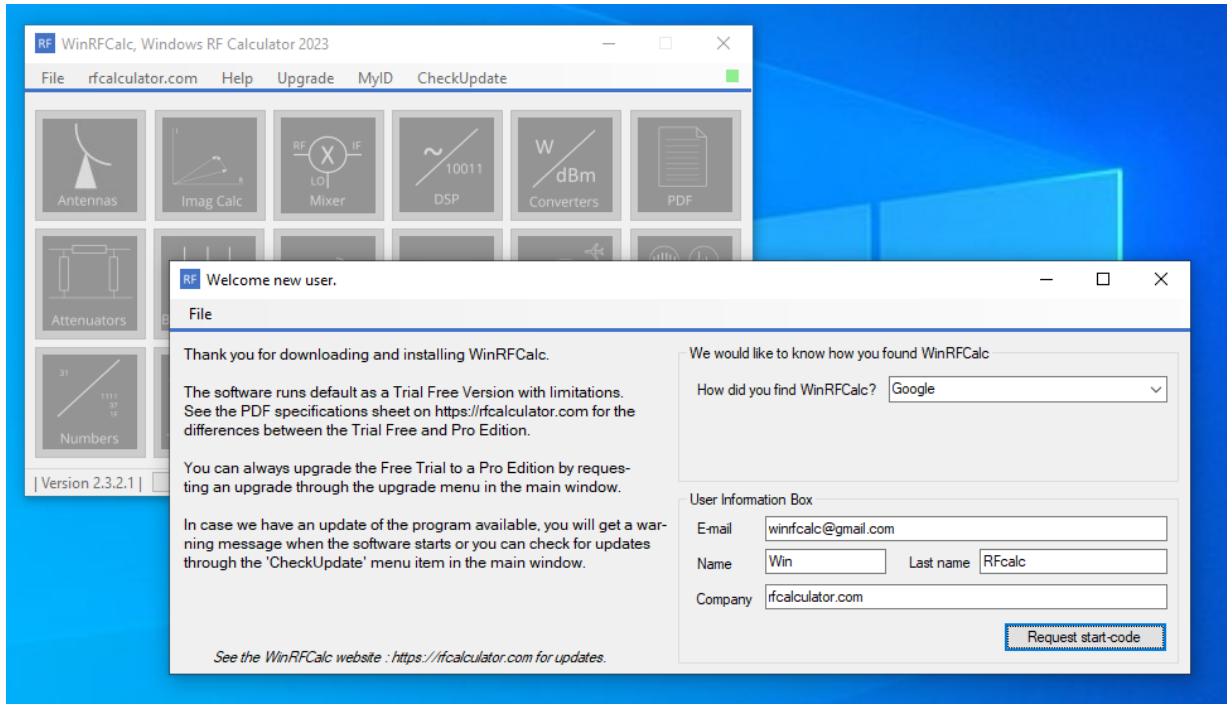 RF WinRFCalc, Windows RF Calculator 2023
File rfcalculator.com Help Upgrade MyID CheckUpdate
Antennas
I
R
Imag Calc
RF X IF
LO
Mixer
~
10011
DSP
W
dBm
Converters
PDF
Attenuators
31
1111
37
1F
Numbers
| Version 2.3.2.1 |
RF Welcome new user.
File
Thank you for downloading and installing WinRFCalc.
The software runs default as a Trial Free Version with limitations.
See the PDF specifications sheet on https://rfcalculator.com for the
differences between the Trial Free and Pro Edition.
You can always upgrade the Free Trial to a Pro Edition by reques-
ting an upgrade through the upgrade menu in the main window.
In case we have an update of the program available, you will get a war-
ning message when the software starts or you can check for updates
through the 'CheckUpdate' menu item in the main window.
See the WinRFCalc website : https://rfcalculator.com for updates.
We would like to know how you found WinRFCalc
How did you find WinRFCalc? Google
User Information Box
E-mail winrfcalc@gmail.com
Name Win Last name RFcalc
Company rfcalculator.com
Request start-code